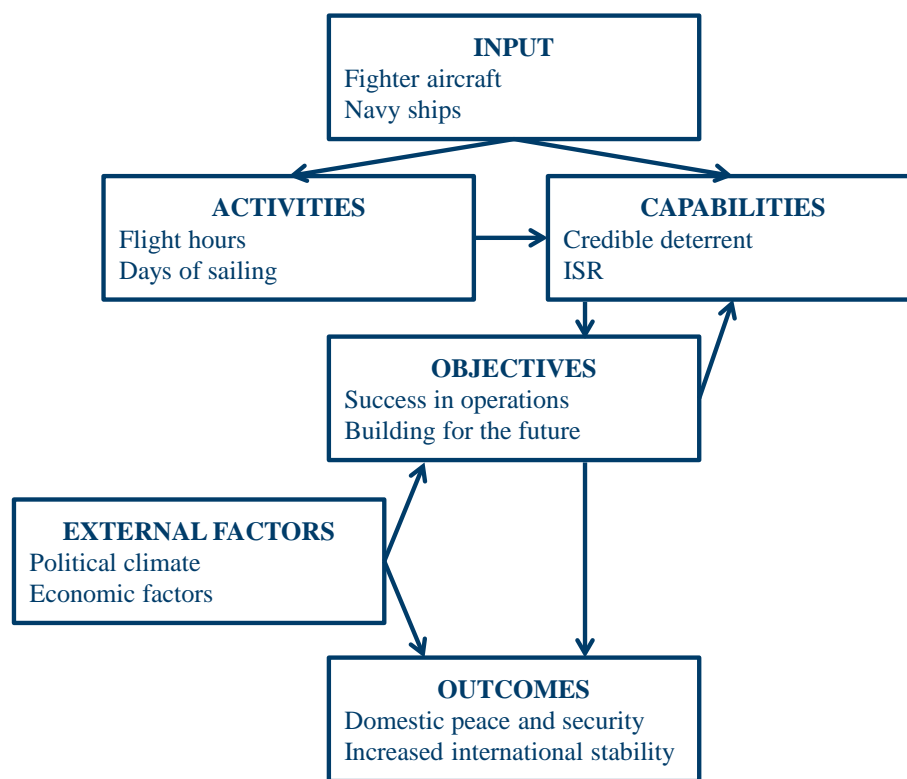 INPUT
Fighter aircraft
Navy ships
ACTIVITIES
Flight hours
Days of sailing
CAPABILITIES
Credible deterrent
ISR
OBJECTIVES
Success in operations
Building for the future
EXTERNAL FACTORS
Political climate
Economic factors
OUTCOMES
Domestic peace and security
Increased international stability